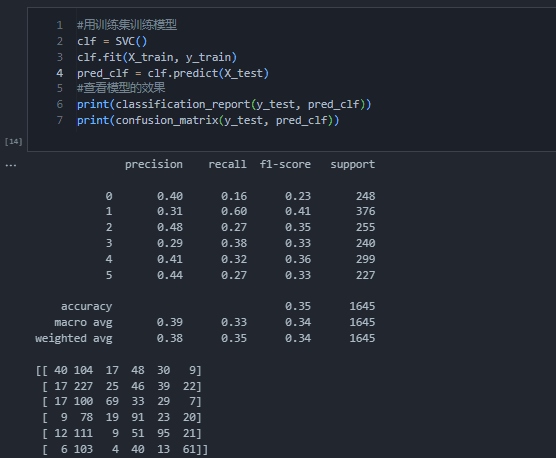 1 #用训练集训练模型
2 clf = SVC()
3 clf.fit(X_train, y_train)
4 pred_clf = clf.predict(X_test)
5 #查看模型的效果
6 print(classification_report(y_test, pred_clf))
7 print(confusion_matrix(y_test, pred_clf))
[14]
... precision recall f1-score support
0 0.40 0.16 0.23 248
1 0.31 0.60 0.41 376
2 0.48 0.27 0.35 255
3 0.29 0.38 0.33 240
4 0.41 0.32 0.36 299
5 0.44 0.27 0.33 227
accuracy 0.35 1645
macro avg 0.39 0.33 0.34 1645
weighted avg 0.38 0.35 0.34 1645
[[ 40 104 17 48 30 9]
[ 17 227 25 46 39 22]
[ 17 100 69 33 29 7]
[ 9 78 19 91 23 20]
[ 12 111 9 51 95 21]
[ 6 103 4 40 13 61]]